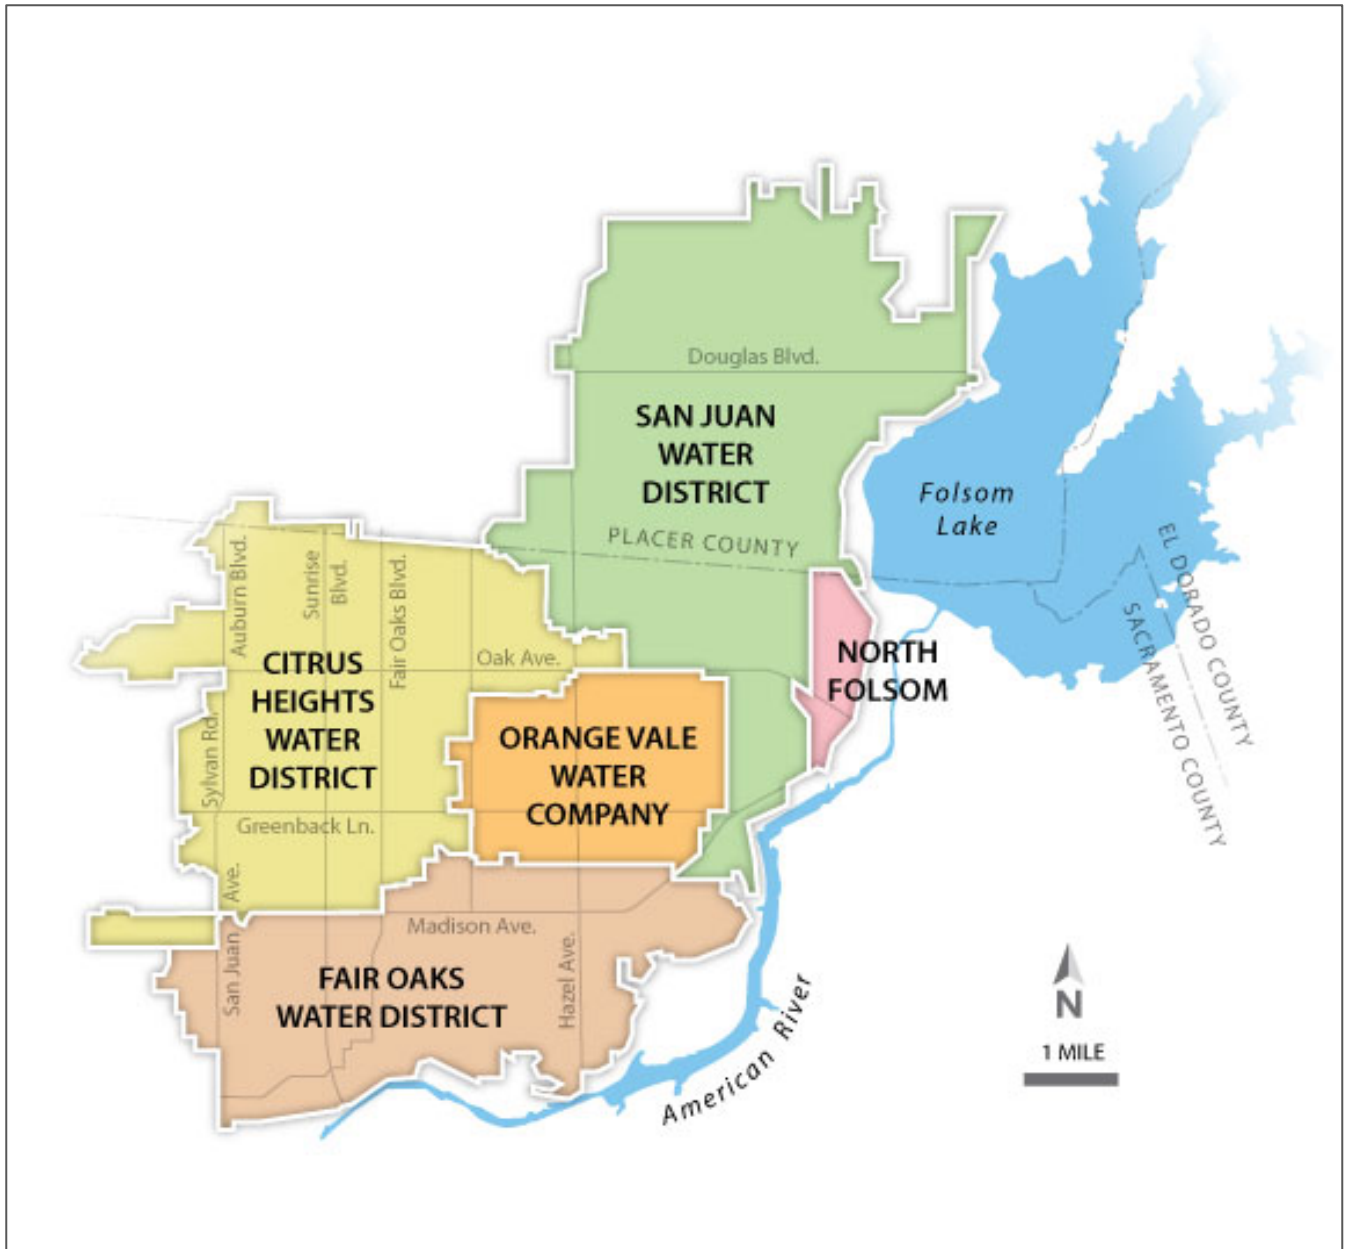 Douglas Blvd.
SAN JUAN
WATER
DISTRICT
Folsom
Lake
PLACER COUNTY
EL DORADO COUNTY
SACRAMENTO COUNTY
Auburn Blvd.
Sunrise
Blvd.
Fair Oaks Blvd.
Oak Ave.
NORTH
FOLSOM
CITRUS
HEIGHTS
WATER
DISTRICT
Sylvan Rd.
ORANGE VALE
WATER
COMPANY
Greenback Ln.
San Juan Ave.
Madison Ave.
Hazel Ave.
FAIR OAKS
WATER DISTRICT
American River
N
1 MILE